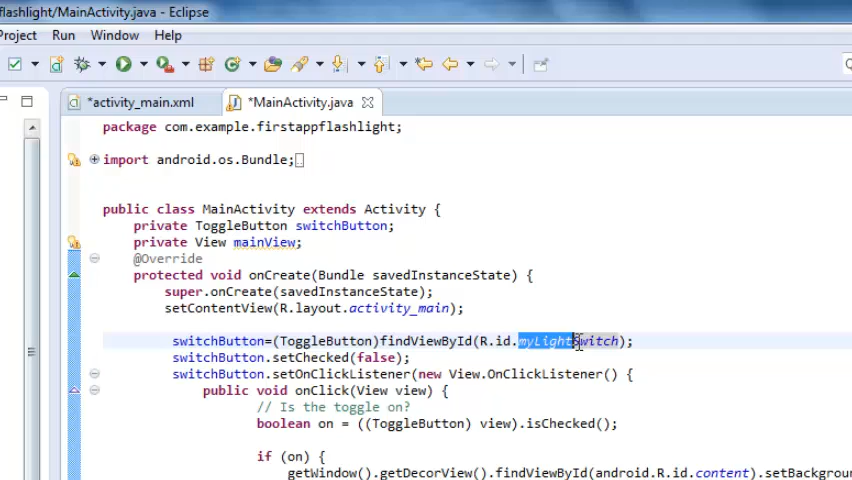 flashlight/MainActivity.java - Eclipse
Project Run Window Help
*activity_main.xml *MainActivity.java
package com.example.firstappflashlight;
import android.os.Bundle;
public class MainActivity extends Activity {
private ToggleButton switchButton;
private View mainView;
@Override
protected void onCreate(Bundle savedInstanceState) {
super.onCreate(savedInstanceState);
setContentView(R.layout.activity_main);
switchButton=(ToggleButton)findViewById(R.id.myLightSwitch);
switchButton.setChecked(false);
switchButton.setOnClickListener(new View.OnClickListener() {
public void onClick(View view) {
// Is the toggle on?
boolean on = ((ToggleButton) view).isChecked();
if (on) {
getWindow().getDecorView().findViewById(android.R.id.content).setBackgroun